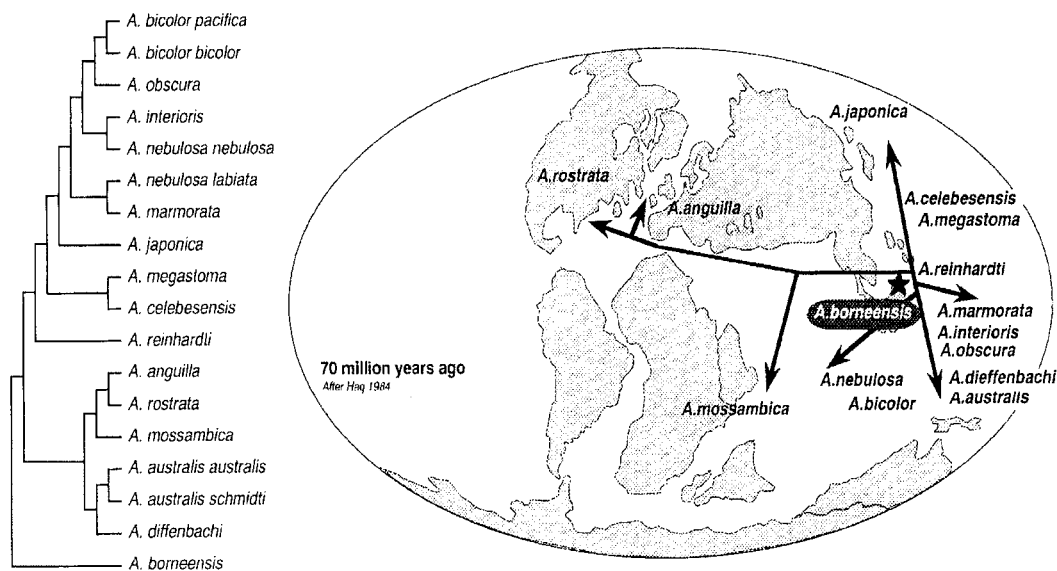 A. bicolor pacifica
A. bicolor bicolor
A. obscura
A. interioris
A. nebulosa nebulosa
A. nebulosa labiata
A. marmorata
A. japonica
A. megastoma
A. celebesensis
A. reinhardtii
A. anguilla
A. rostrata
A. mossambica
A. australis australis
A. australis schmidti
A. diffenbachi
A. borneensis
A.japonica
A.rostrata
A.anguilla
A.celebesensis
A.megastoma
A.reinhardti
A.borneensis
A.marmorata
A.interioris
A.obscura
70 million years ago
After Haq 1984
A.nebulosa
A.bicolor
A.dieffenbachi
A.australis
A.mossambica